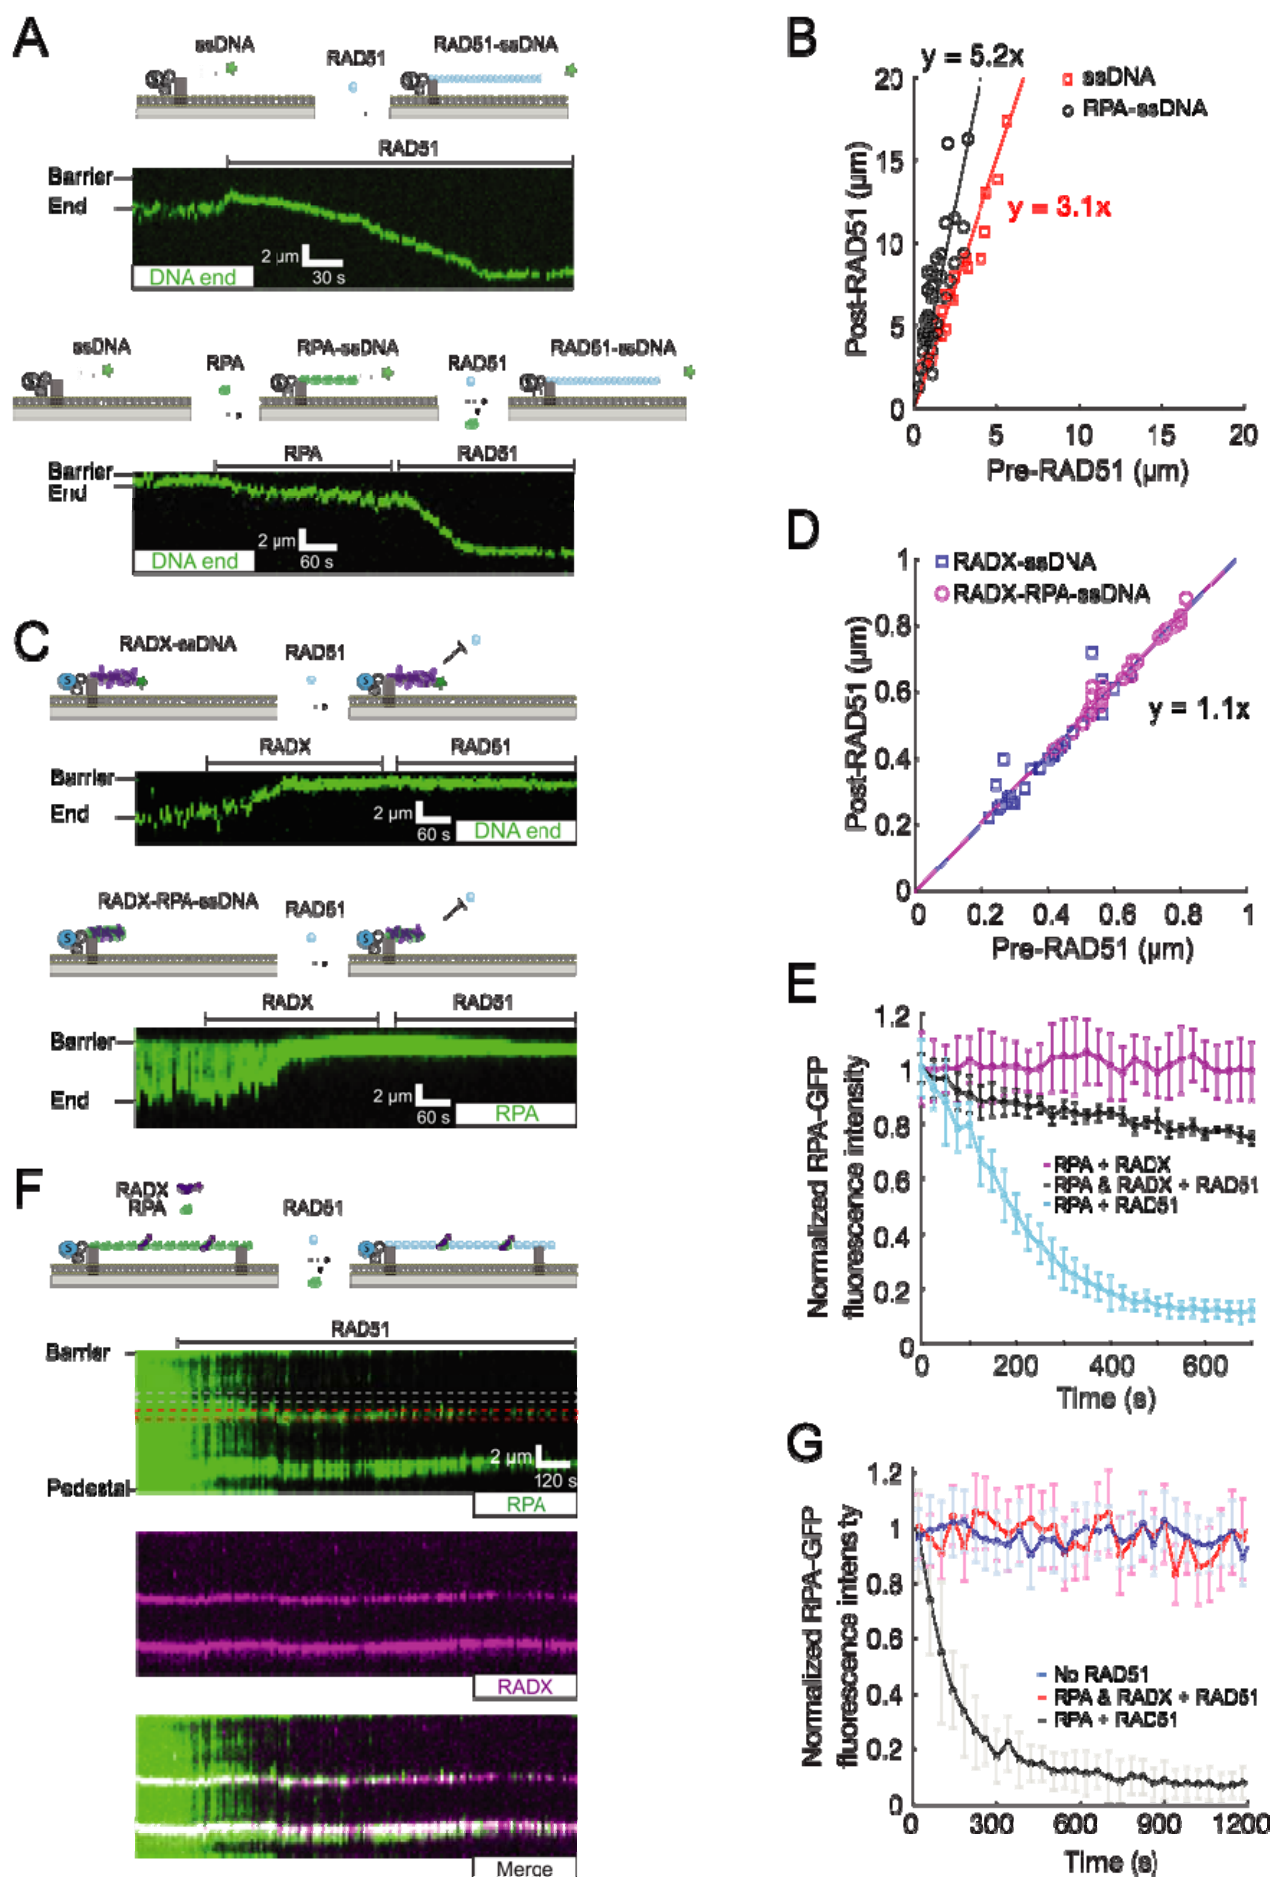 A
ssDNA
RAD51
RAD51-ssDNA
RAD51
Barrier
End
2 µm
30 s
DNA end
ssDNA
RPA
RPA-ssDNA
RAD51
RAD51-ssDNA
RPA
RAD51
Barrier
End
2 µm
60 s
DNA end
B
y = 5.2x
ssDNA
RPA-ssDNA
y = 3.1x
Post-RAD51 (µm)
20
15
10
5
0
0
5
10
15
20
Pre-RAD51 (µm)
C
RADX-ssDNA
RAD51
S
RADX
RAD51
Barrier
End
2 µm
60 s
DNA end
RADX-RPA-ssDNA
RAD51
S
S
RADX
RAD51
Barrier
End
2 µm
60 s
RPA
D
RADX-ssDNA
RADX-RPA-ssDNA
y = 1.1x
Post-RAD51 (µm)
1
0.8
0.6
0.4
0.2
0
0
0.2
0.4
0.6
0.8
1
Pre-RAD51 (µm)
E
Normalized RPA-GFP
fluorescence intensity
1.2
1
0.8
0.6
0.4
0.2
0
RPA + RADX
RPA & RADX + RAD51
RPA + RAD51
0
200
400
600
Time (s)
F
RADX
RPA
RAD51
S
S
RAD51
Barrier
Pedestal
2 µm
120 s
RPA
RADX
Merge
G
Normalized RPA-GFP
fluorescence intensity
1.2
1
0.8
0.6
0.4
0.2
0
No RAD51
RPA & RADX + RAD51
RPA + RAD51
0
300
600
900
1200
Time (s)